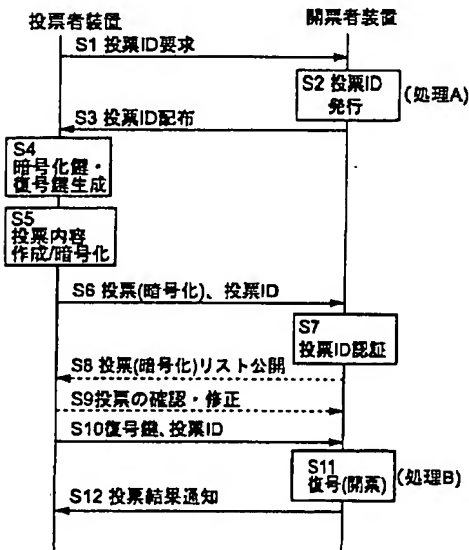 投票者装置
開票者装置
S1 投票ID要求
S2 投票ID
発行
(処理A)
S3 投票ID配布
S4
暗号化鍵・
復号鍵生成
S5
投票内容
作成/暗号化
S6 投票(暗号化)、投票ID
S7
投票ID認証
S8 投票(暗号化)リスト公開
S9投票の確認・修正
S10復号鍵、投票ID
S11
復号(開票)
(処理B)
S12 投票結果通知